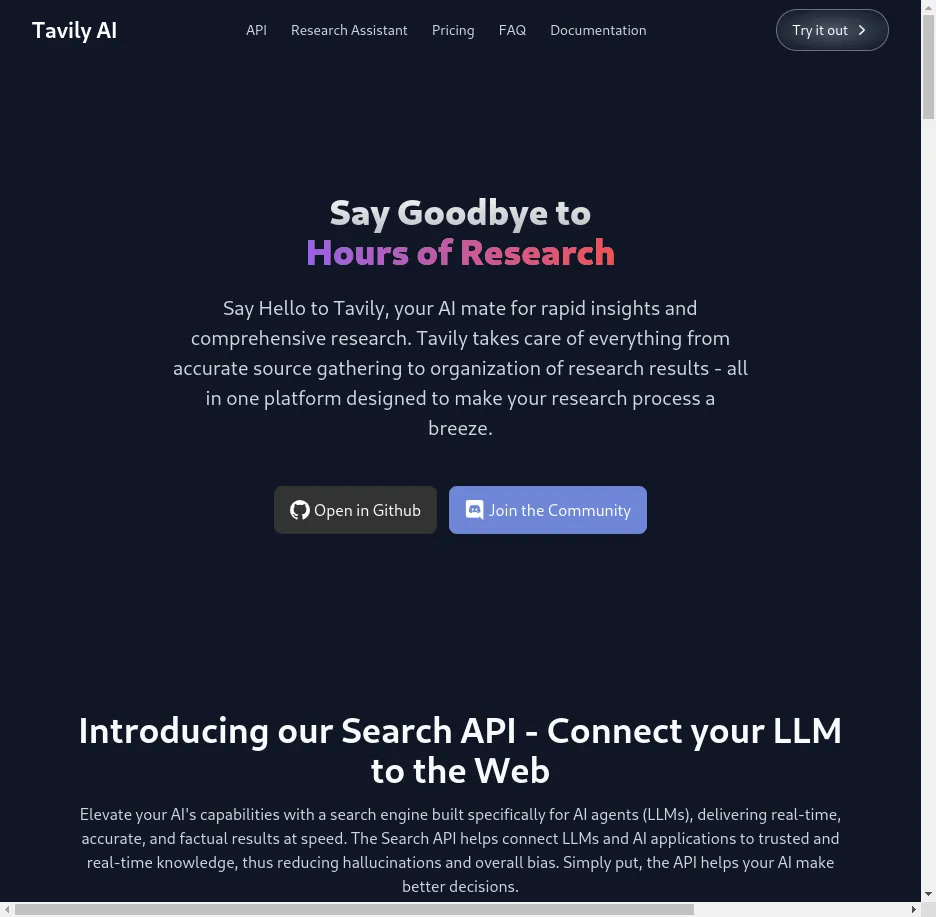 Tavily AI
API
Research Assistant
Pricing
FAQ
Documentation
Try it out
Say Goodbye to
Hours of Research
Say Hello to Tavily, your AI mate for rapid insights and
comprehensive research. Tavily takes care of everything from
accurate source gathering to organization of research results - all
in one platform designed to make your research process a
breeze.
Open in Github
Join the Community
Introducing our Search API - Connect your LLM
to the Web
Elevate your AI's capabilities with a search engine built specifically for AI agents (LLMs), delivering real-time,
accurate, and factual results at speed. The Search API helps connect LLMs and AI applications to trusted and
real-time knowledge, thus reducing hallucinations and overall bias. Simply put, the API helps your AI make
better decisions.